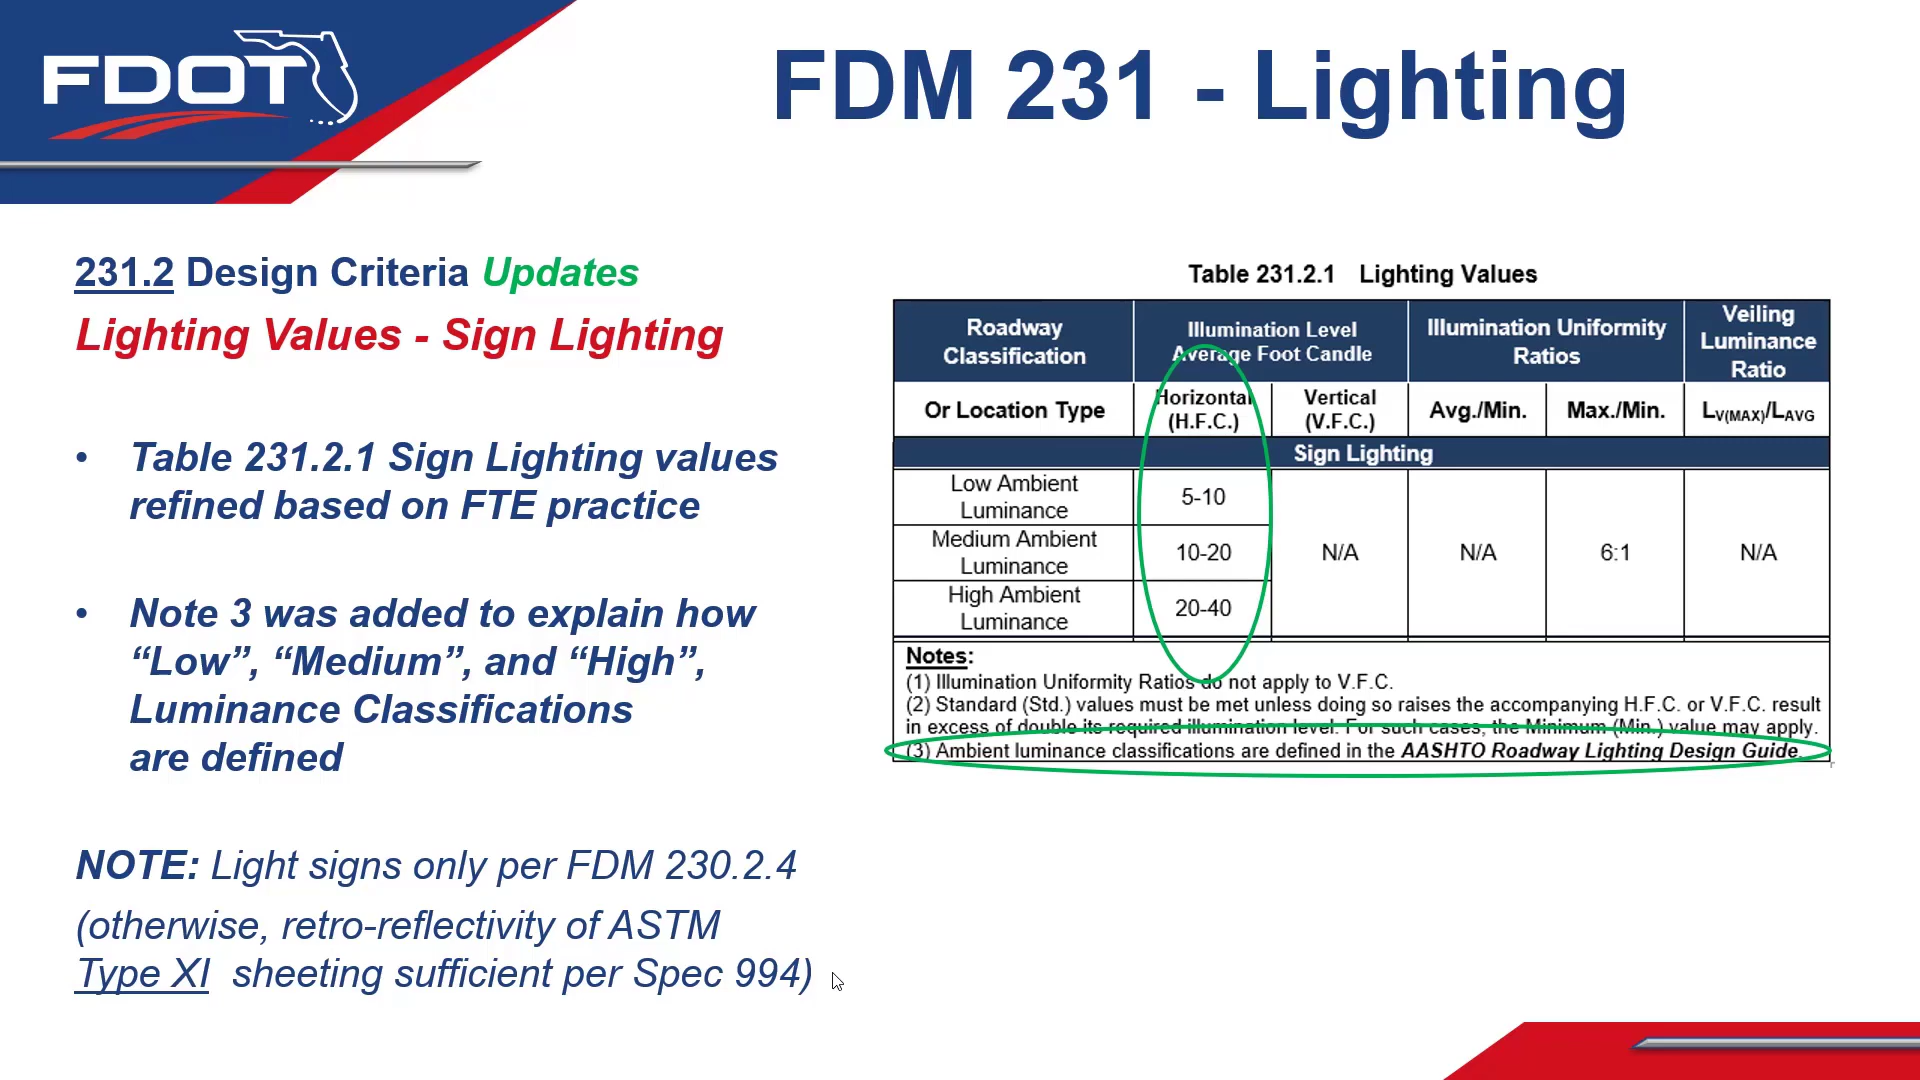 FDOT
FDM 231 - Lighting
231.2 Design Criteria Updates
Lighting Values - Sign Lighting
• Table 231.2.1 Sign Lighting values
refined based on FTE practice
• Note 3 was added to explain how
“Low”, “Medium”, and “High”,
Luminance Classifications
are defined
NOTE: Light signs only per FDM 230.2.4
(otherwise, retro-reflectivity of ASTM
Type XI sheeting sufficient per Spec 994)
Table 231.2.1 Lighting Values
Roadway
Classification
Illumination Level
Average Foot Candle
Illumination Uniformity
Ratios
Veiling
Luminance
Ratio
Or Location Type
Horizontal
(H.F.C.)
Vertical
(V.F.C.)
Avg./Min.
Max./Min.
LV(MAX)/LAVG
Sign Lighting
Low Ambient
Luminance
5-10
Medium Ambient
Luminance
10-20
High Ambient
Luminance
20-40
N/A
N/A
6:1
N/A
Notes:
(1) Illumination Uniformity Ratios do not apply to V.F.C.
(2) Standard (Std.) values must be met unless doing so raises the accompanying H.F.C. or V.F.C. result
in excess of double its required illumination level. For such cases, the Minimum (Min.) value may apply.
(3) Ambient luminance classifications are defined in the AASHTO Roadway Lighting Design Guide.